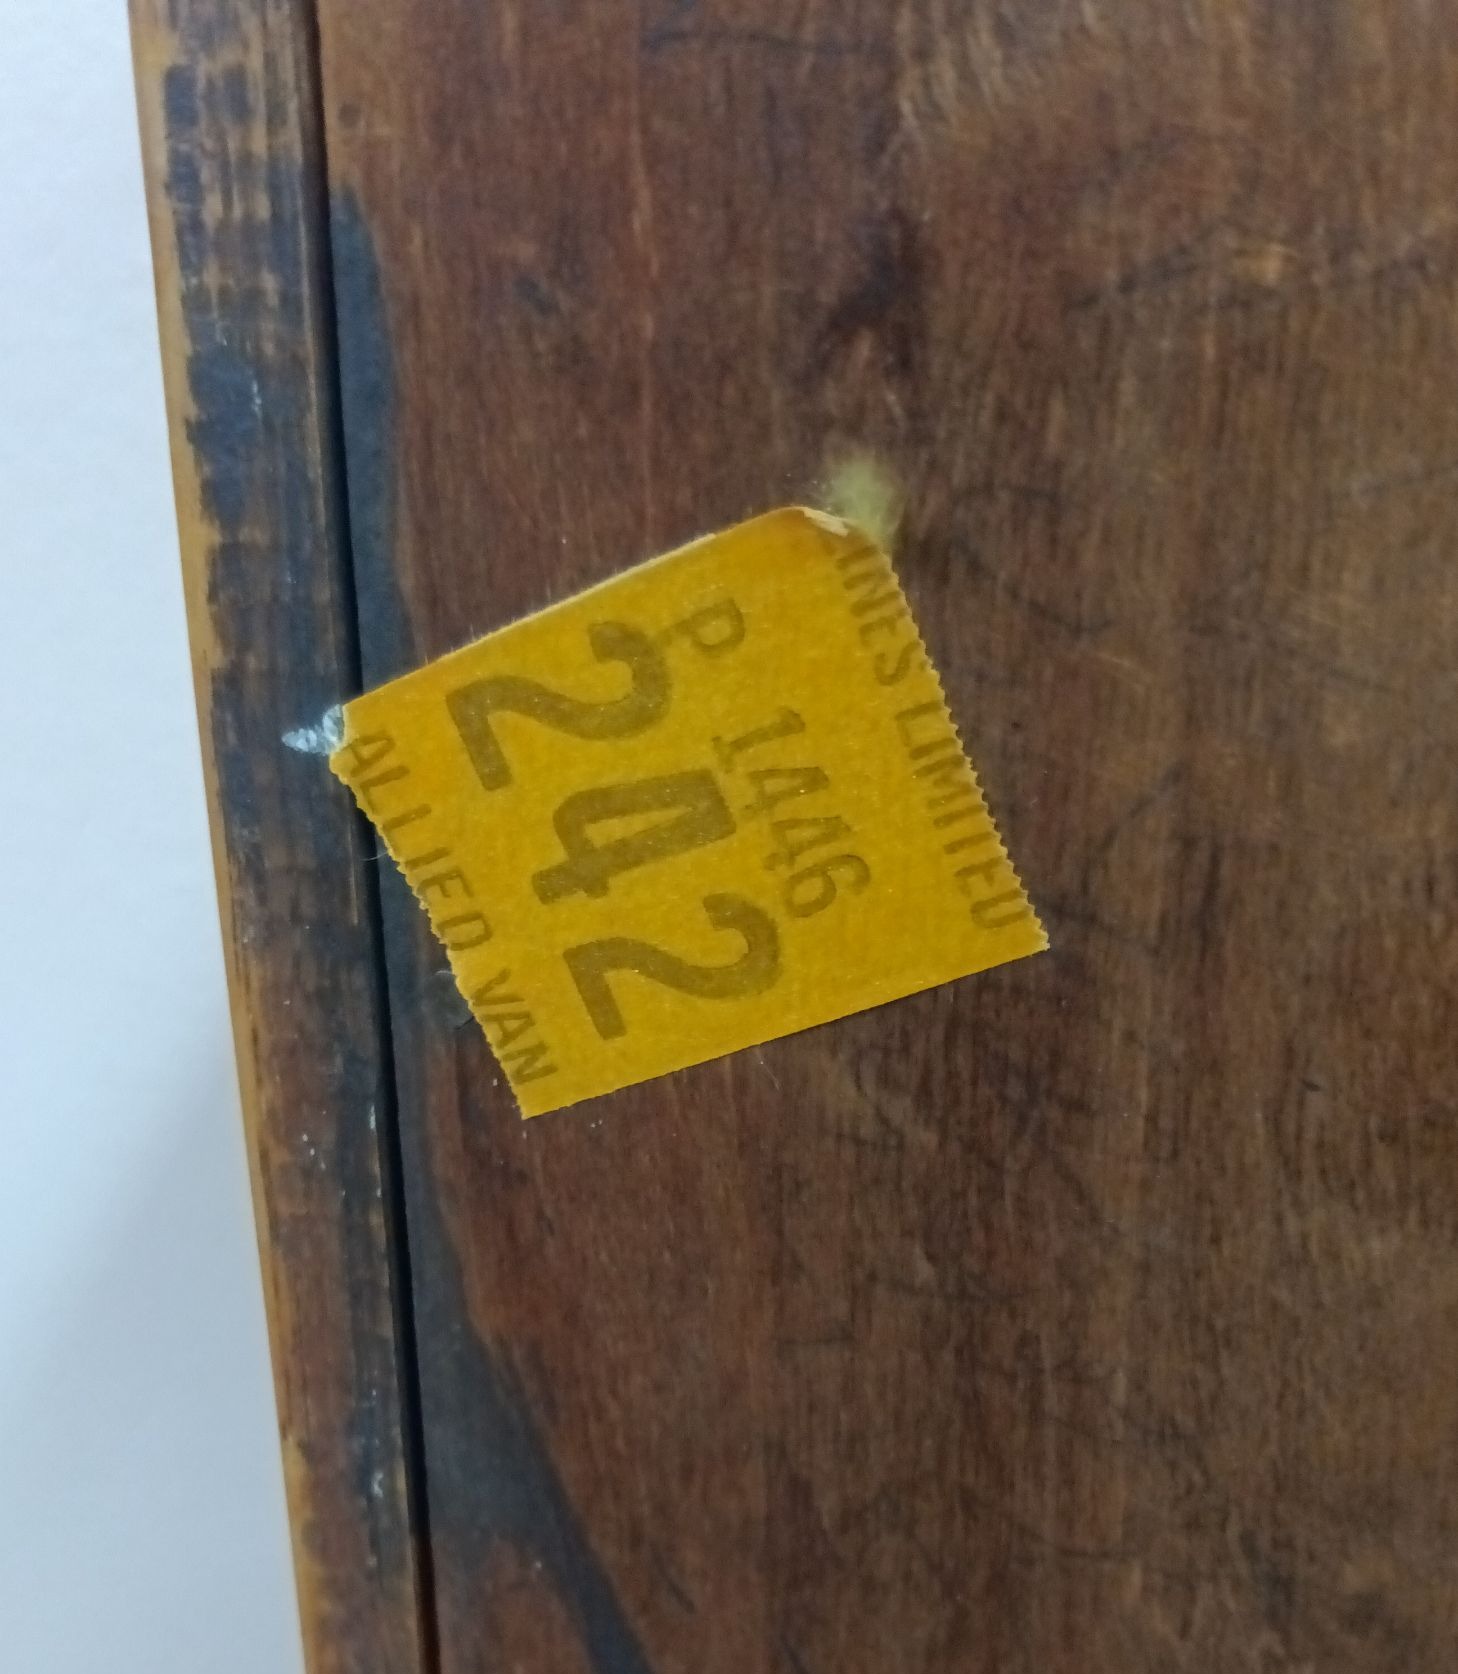 LINES LIMITED
P 1446
242
ALLIED VAN